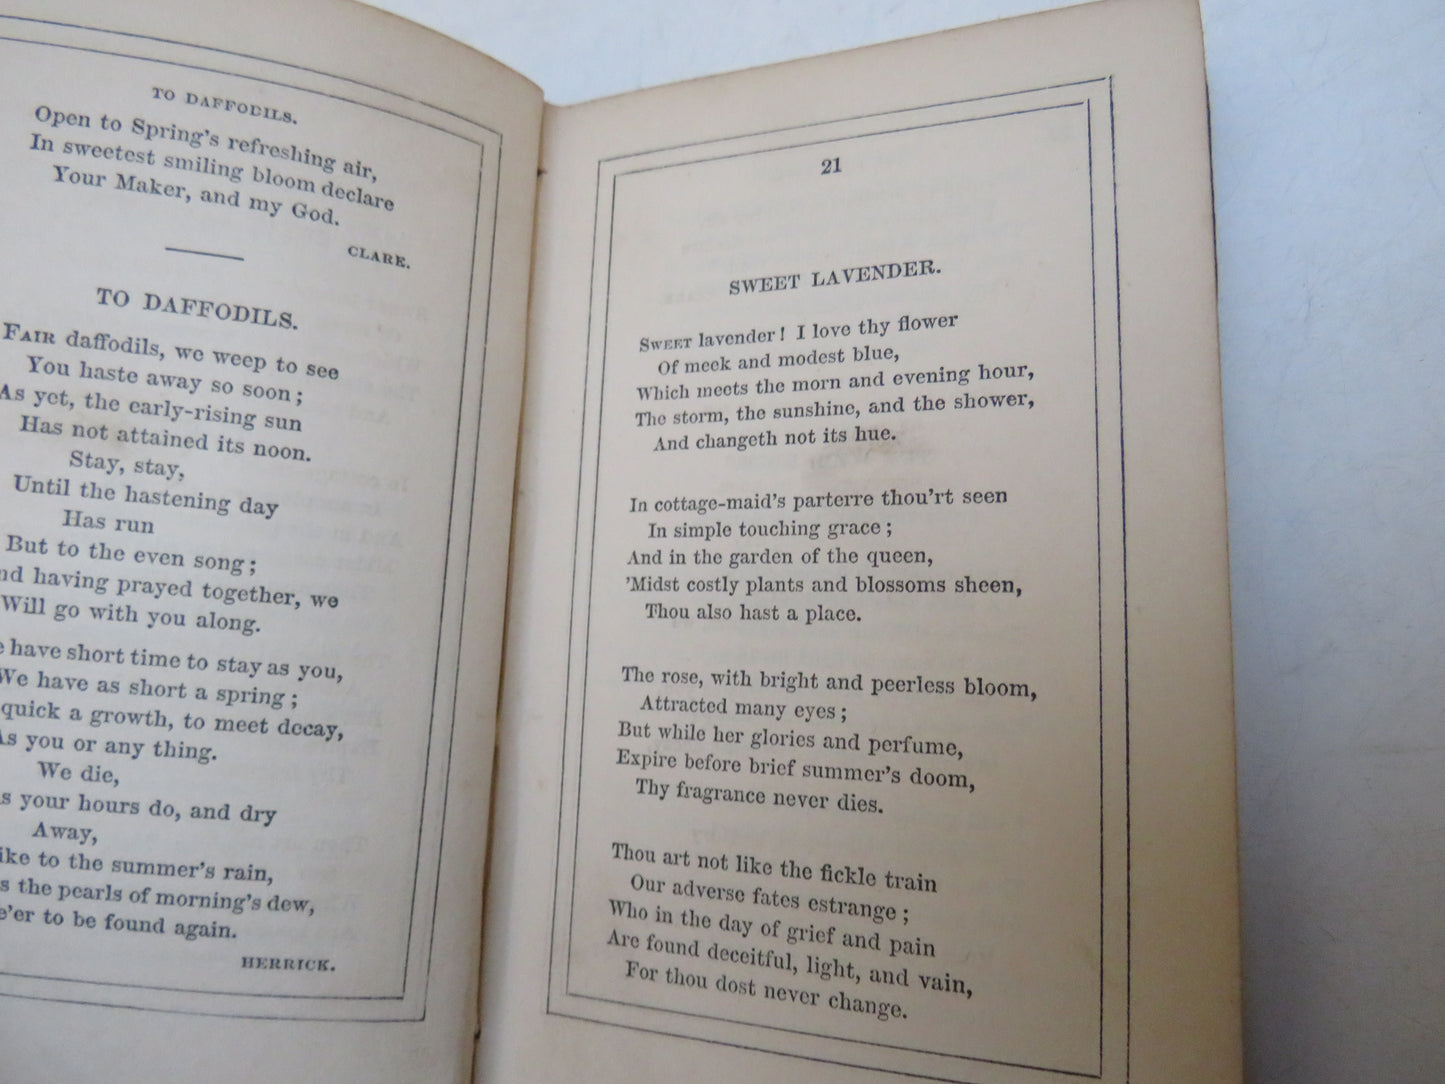 TO DAFFODILS.
Open to Spring's refreshing air,
In sweetest smiling bloom declare
Your Maker, and my God.
CLARE.
TO DAFFODILS.
FAIR daffodils, we weep to see
You haste away so soon;
As yet, the early-rising sun
Has not attained its noon.
Stay, stay,
Until the hastening day
Has run
But to the even song;
nd having prayed together, we
Will go with you along.
e have short time to stay as you,
We have as short a spring;
quick a growth, to meet decay,
As you or any thing.
We die,
s your hours do, and dry
Away,
ike to the summer's rain,
s the pearls of morning's dew,
e'er to be found again.
HERRICK.
21
SWEET LAVENDER.
SWEET lavender! I love thy flower
Of meek and modest blue,
Which meets the morn and evening hour,
The storm, the sunshine, and the shower,
And changeth not its hue.
In cottage-maid's parterre thou'rt seen
In simple touching grace;
And in the garden of the queen,
'Midst costly plants and blossoms sheen,
Thou also hast a place.
The rose, with bright and peerless bloom,
Attracted many eyes;
But while her glories and perfume,
Expire before brief summer's doom,
Thy fragrance never dies.
Thou art not like the fickle train
Our adverse fates estrange;
Who in the day of grief and pain
Are found deceitful, light, and vain,
For thou dost never change.